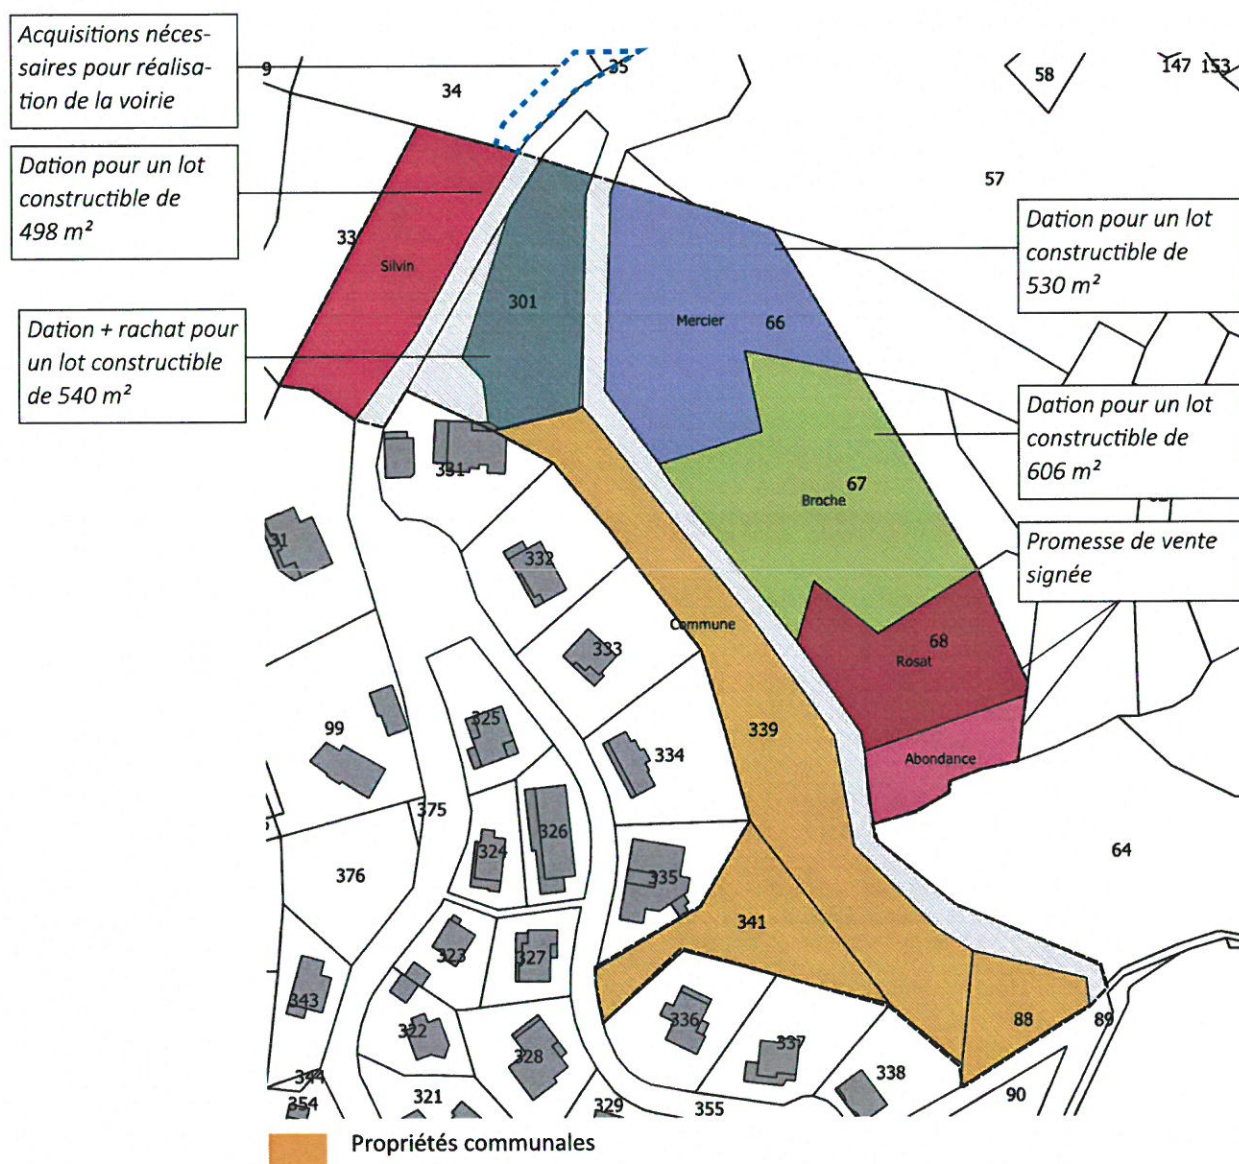 Acquisitions néces-
saires pour réalisa-
tion de la voirie
Dation pour un lot
constructible de
498 m²
Dation + rachat pour
un lot constructible
de 540 m²
Dation pour un lot
constructible de
530 m²
Dation pour un lot
constructible de
606 m²
Promesse de vente
signée
9
34
35
58
147
153
57
33
Silvin
301
Mercier
66
Broche
67
331
31
332
333
Commune
68
Rosat
Abondance
99
325
334
339
375
376
324
326
335
341
64
323
327
343
322
328
336
337
88
89
338
90
344
354
321
329
355
Propriétés communales